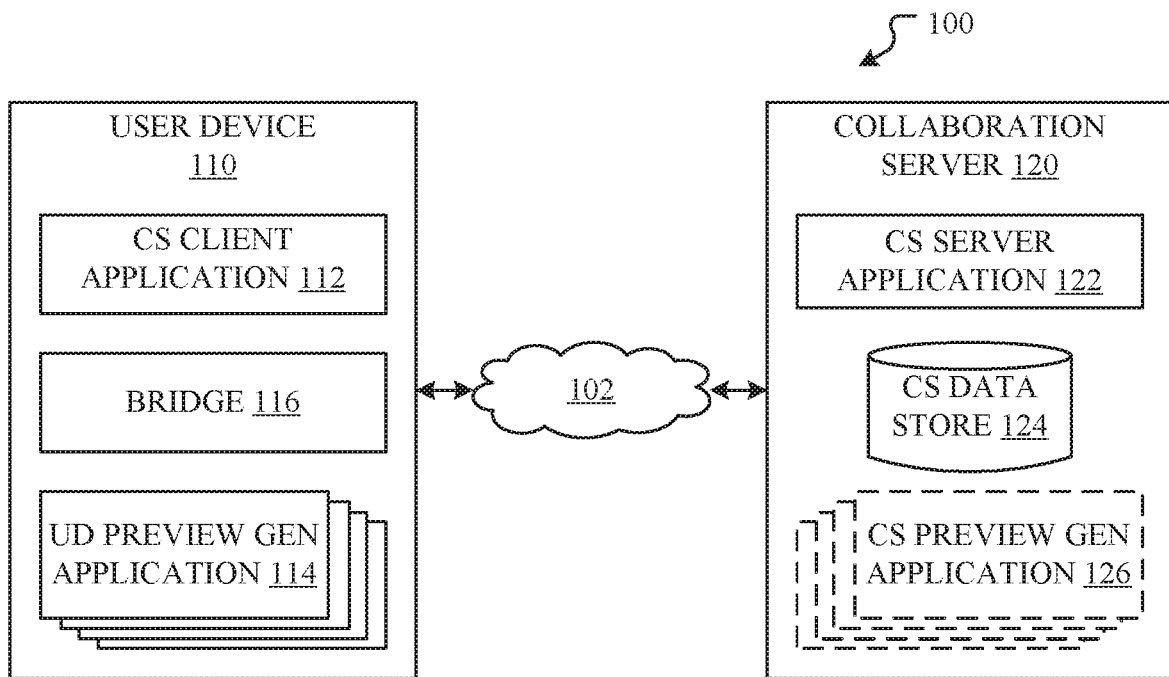 100
USER DEVICE
110
CS CLIENT
APPLICATION 112
BRIDGE 116
UD PREVIEW GEN
APPLICATION 114
102
COLLABORATION
SERVER 120
CS SERVER
APPLICATION 122
CS DATA
STORE 124
CS PREVIEW GEN
APPLICATION 126